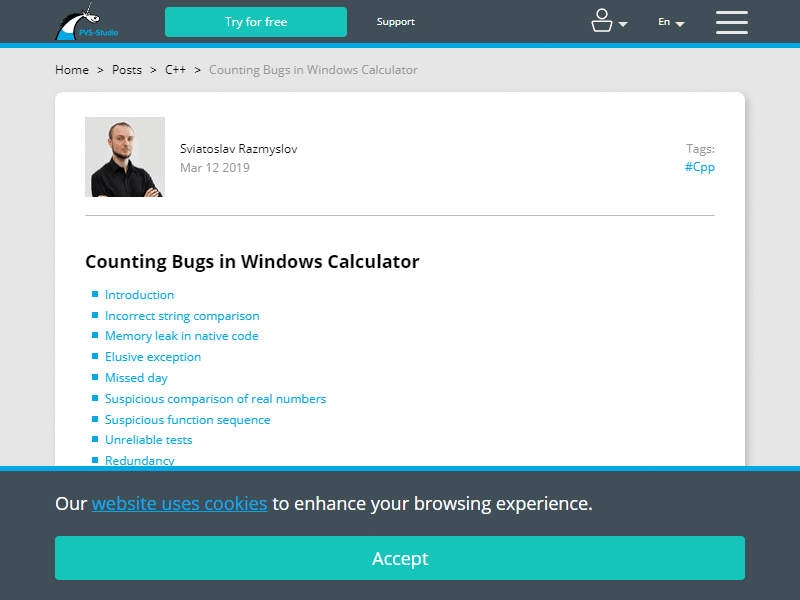 PVS-Studio
Try for free
Support
En
Home > Posts > C++ > Counting Bugs in Windows Calculator
Sviatoslav Razmyslov
Mar 12 2019
Tags:
#Cpp
Counting Bugs in Windows Calculator
Introduction
Incorrect string comparison
Memory leak in native code
Elusive exception
Missed day
Suspicious comparison of real numbers
Suspicious function sequence
Unreliable tests
Redundancy
Our website uses cookies to enhance your browsing experience.
Accept